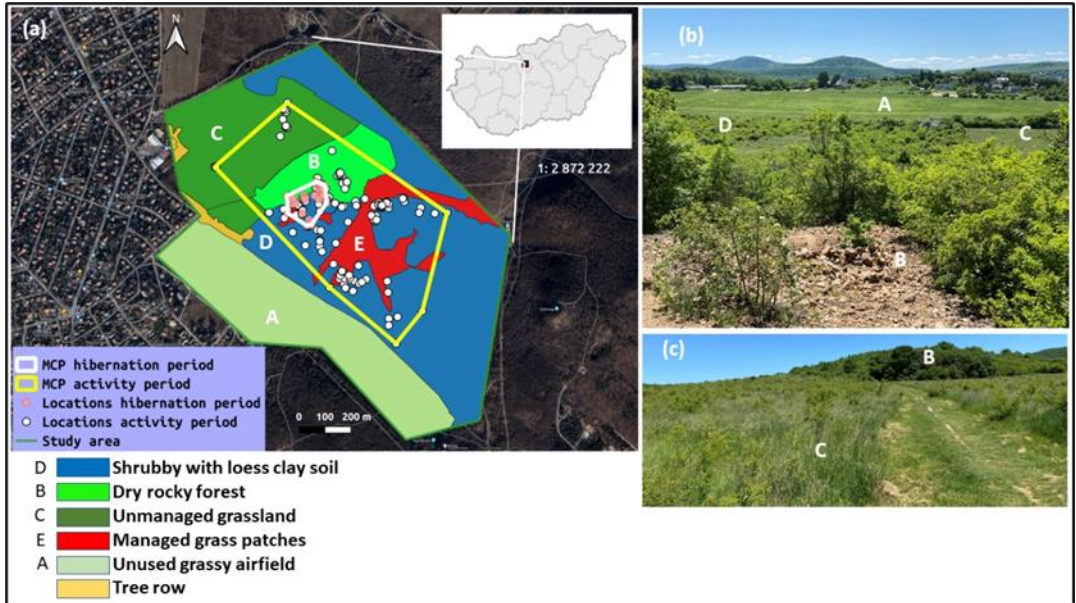 (a)
N
C
B
D
E
A
1: 2 872 222
MCP hibernation period
MCP activity period
Locations hibernation period
Locations activity period
Study area
0 100 200 m
D Shrubby with loess clay soil
B Dry rocky forest
C Unmanaged grassland
E Managed grass patches
A Unused grassy airfield
Tree row
(b)
A
D
C
B
(c)
B
C